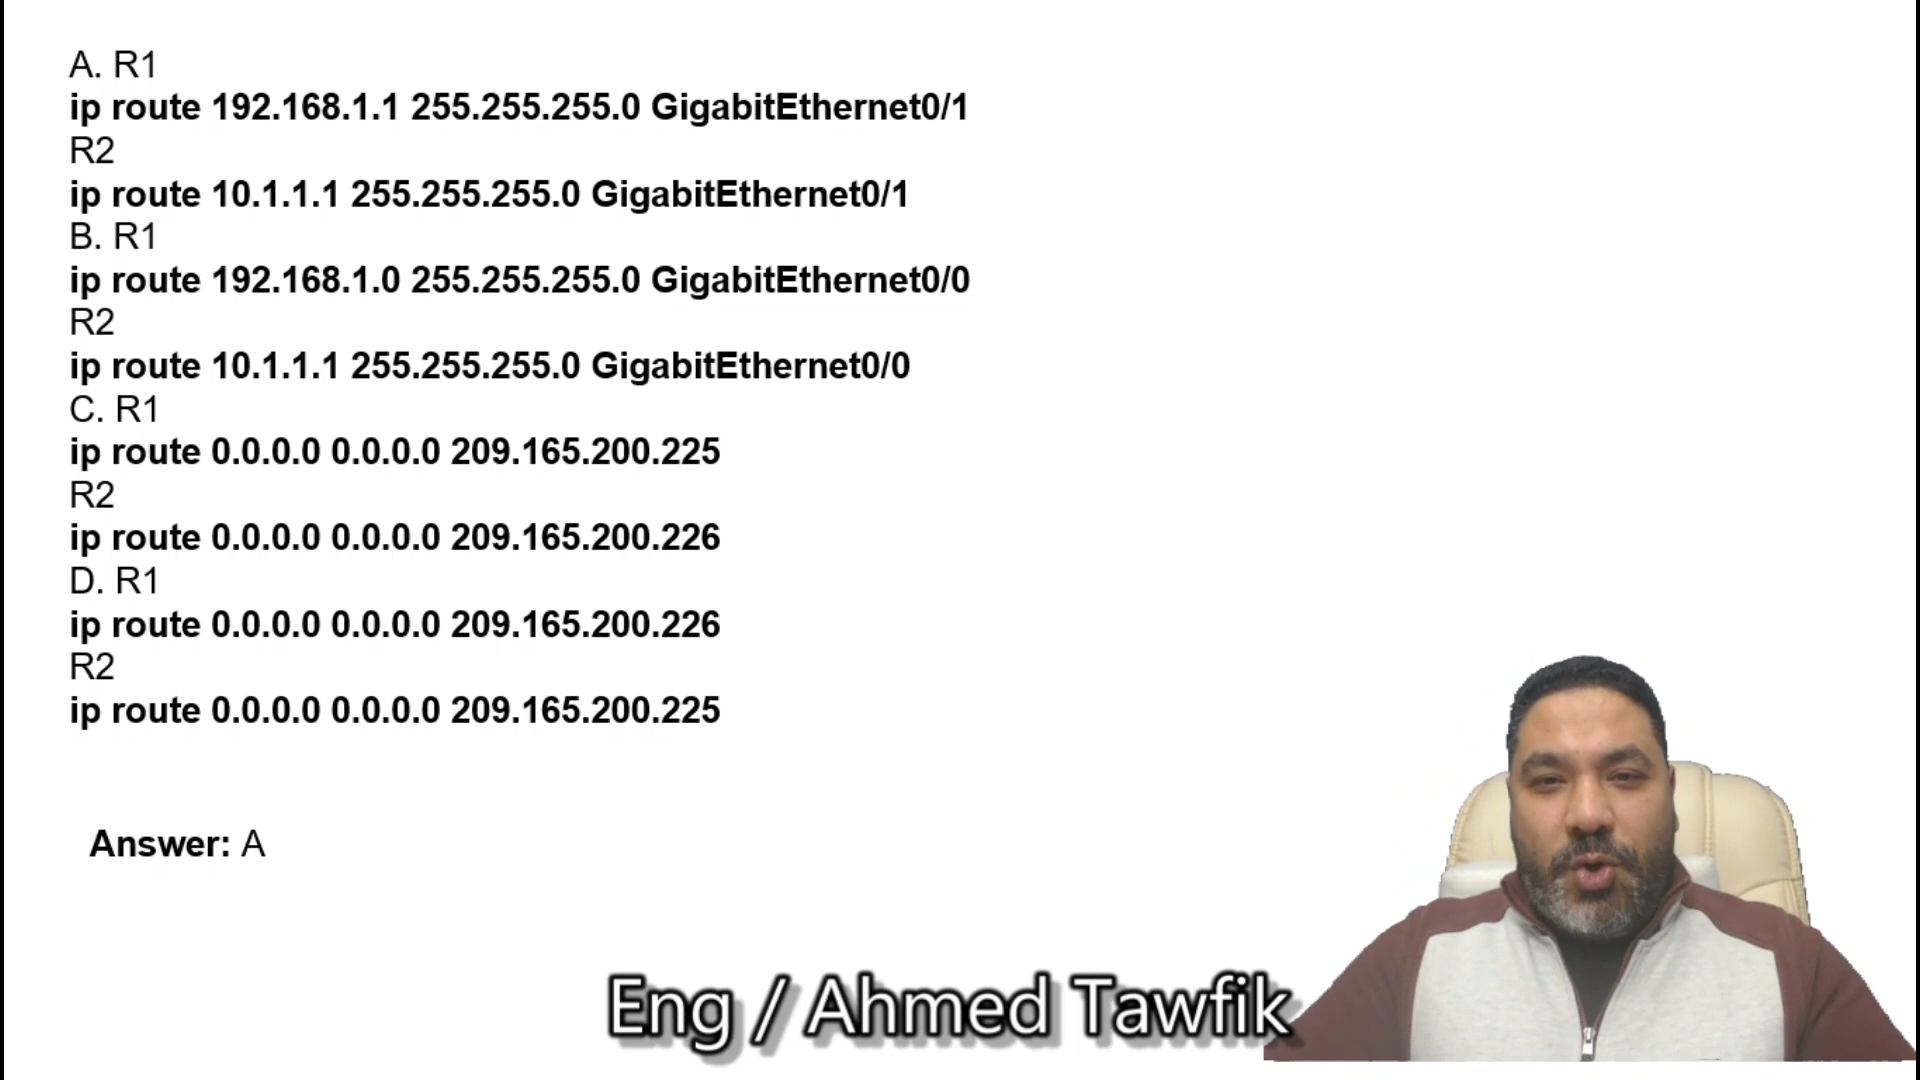 A. R1
ip route 192.168.1.1 255.255.255.0 GigabitEthernet0/1
R2
ip route 10.1.1.1 255.255.255.0 GigabitEthernet0/1
B. R1
ip route 192.168.1.0 255.255.255.0 GigabitEthernet0/0
R2
ip route 10.1.1.1 255.255.255.0 GigabitEthernet0/0
C. R1
ip route 0.0.0.0 0.0.0.0 209.165.200.225
R2
ip route 0.0.0.0 0.0.0.0 209.165.200.226
D. R1
ip route 0.0.0.0 0.0.0.0 209.165.200.226
R2
ip route 0.0.0.0 0.0.0.0 209.165.200.225
Answer: A
Eng / Ahmed Tawfik